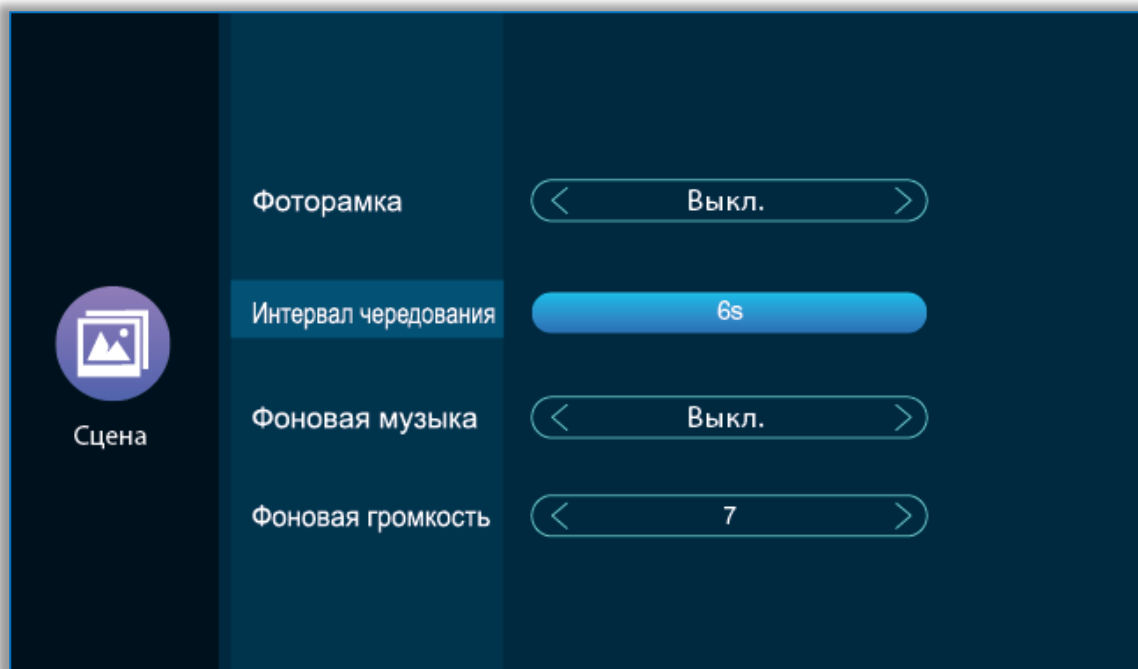 Фоторамка
Выкл.
Интервал чередования
6s
Сцена
Фоновая музыка
Выкл.
Фоновая громкость
7